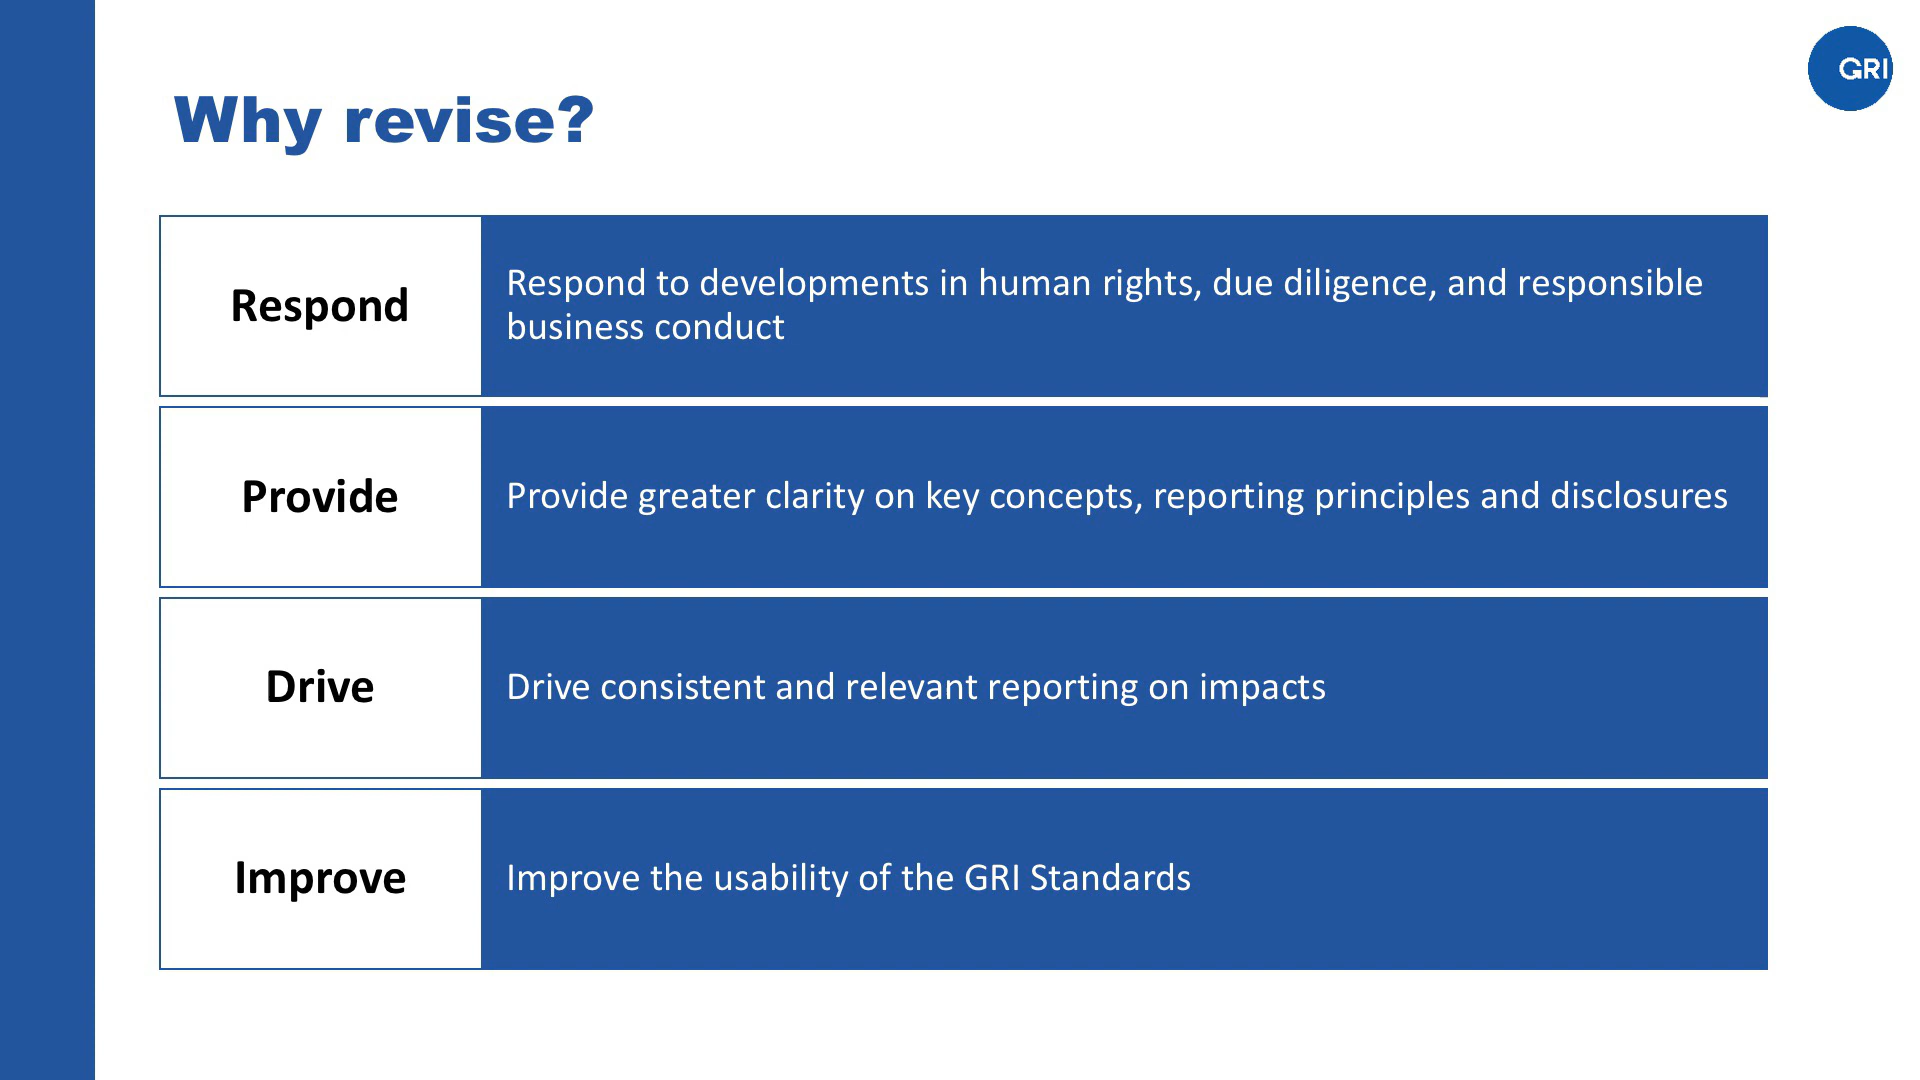 GRI
Why revise?
Respond
Respond to developments in human rights, due diligence, and responsible
business conduct
Provide
Provide greater clarity on key concepts, reporting principles and disclosures
Drive
Drive consistent and relevant reporting on impacts
Improve
Improve the usability of the GRI Standards